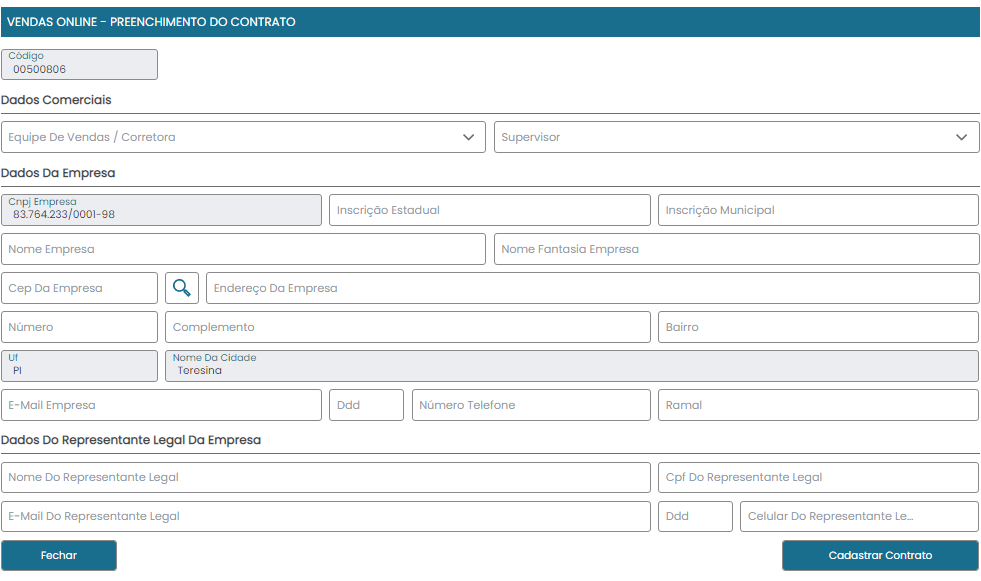 VENDAS ONLINE - PREENCHIMENTO DO CONTRATO
Código
00500806
Dados Comerciais
Equipe De Vendas / Corretora
Supervisor
Dados Da Empresa
Cnpj Empresa
83.764.233/0001-98
Inscrição Estadual
Inscrição Municipal
Nome Empresa
Nome Fantasia Empresa
Cep Da Empresa
Endereço Da Empresa
Número
Complemento
Bairro
Uf
PI
Nome Da Cidade
Teresina
E-Mail Empresa
Ddd
Número Telefone
Ramal
Dados Do Representante Legal Da Empresa
Nome Do Representante Legal
Cpf Do Representante Legal
E-Mail Do Representante Legal
Ddd
Celular Do Representante Le...
Fechar
Cadastrar Contrato